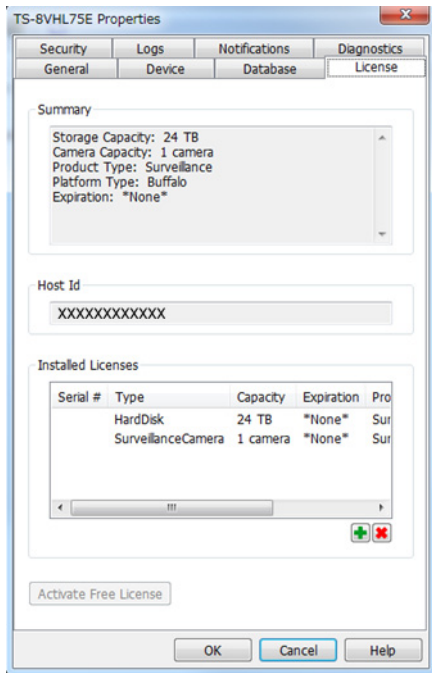 TS-8VHL75E Properties
Security Logs Notifications Diagnostics
General Device Database License
Summary
Storage Capacity: 24 TB
Camera Capacity: 1 camera
Product Type: Surveillance
Platform Type: Buffalo
Expiration: *None*
Host Id
XXXXXXXXXXXX
Installed Licenses
Serial # Type Capacity Expiration Pro
HardDisk 24 TB *None* Sur
SurveillanceCamera 1 camera *None* Sur
Activate Free License
OK Cancel Help